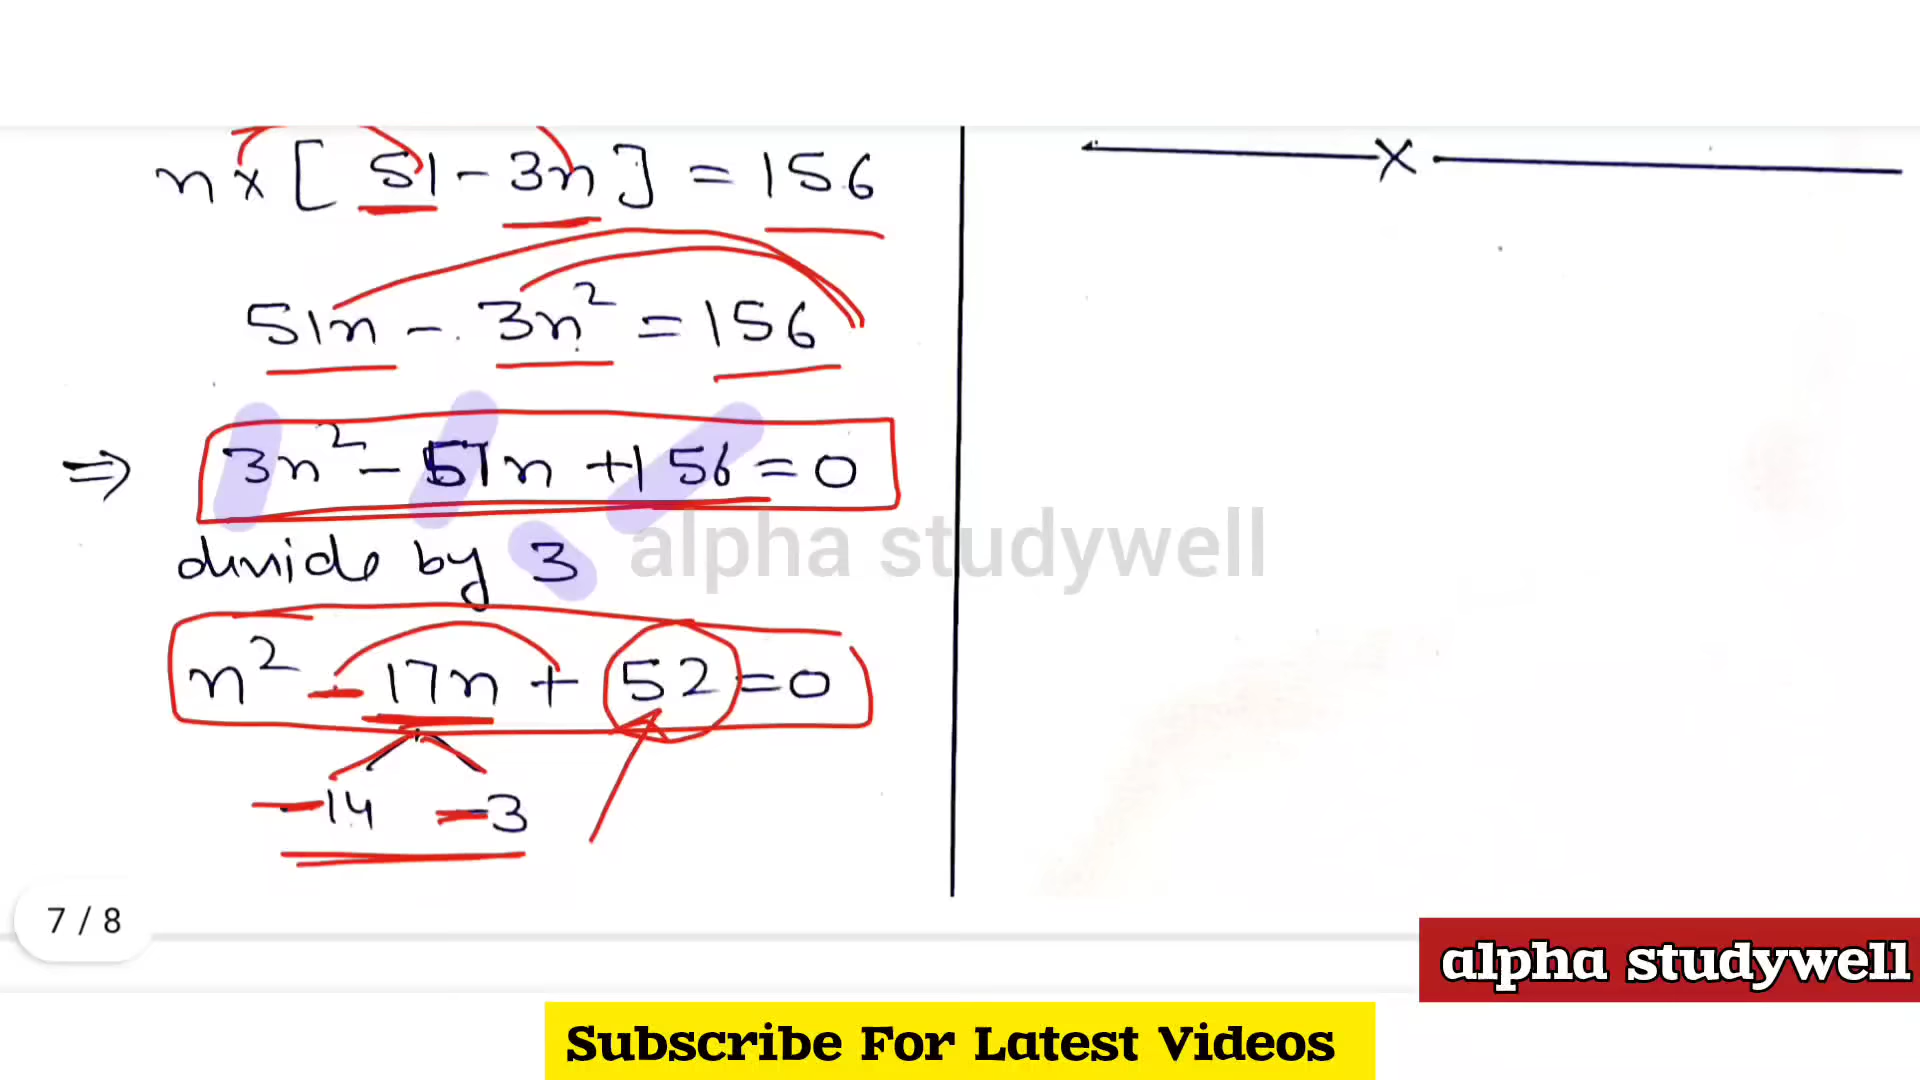 n x [ 51 - 3n ] = 156
51n - 3n² = 156
⇒ 3n² - 51n + 156 = 0
divide by 3
alpha studywell
n² - 17n + 52 = 0
-14 -3
7 / 8
x
alpha studywell
Subscribe For Latest Videos